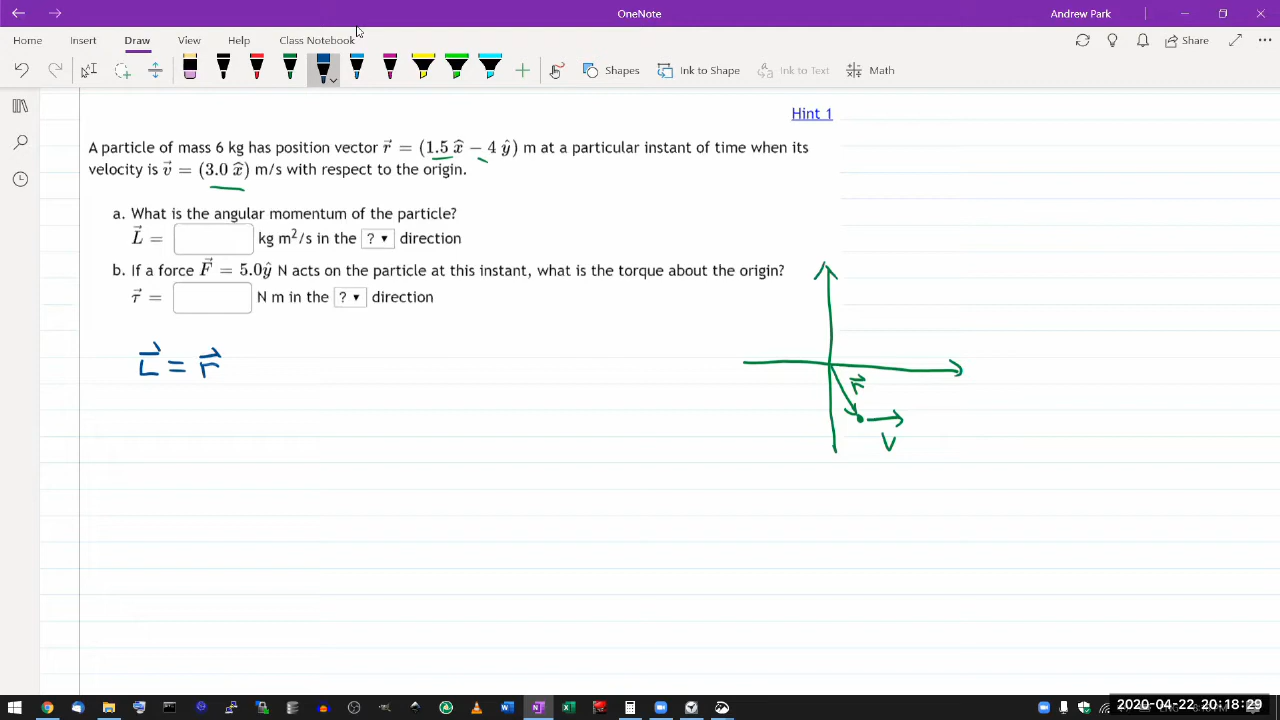 OneNote
Andrew Park
Home Insert Draw View Help Class Notebook
Share
Shapes Ink to Shape Ink to Text Math
Hint 1
A particle of mass 6 kg has position vector r⃗ = (1.5 x̂ − 4 ŷ) m at a particular instant of time when its
velocity is v⃗ = (3.0 x̂) m/s with respect to the origin.
a. What is the angular momentum of the particle?
L⃗ = kg m²/s in the ? ▾ direction
b. If a force F⃗ = 5.0ŷ N acts on the particle at this instant, what is the torque about the origin?
τ⃗ = N m in the ? ▾ direction
L⃗ = r⃗
r⃗
v
2020-04-22 20:18:29